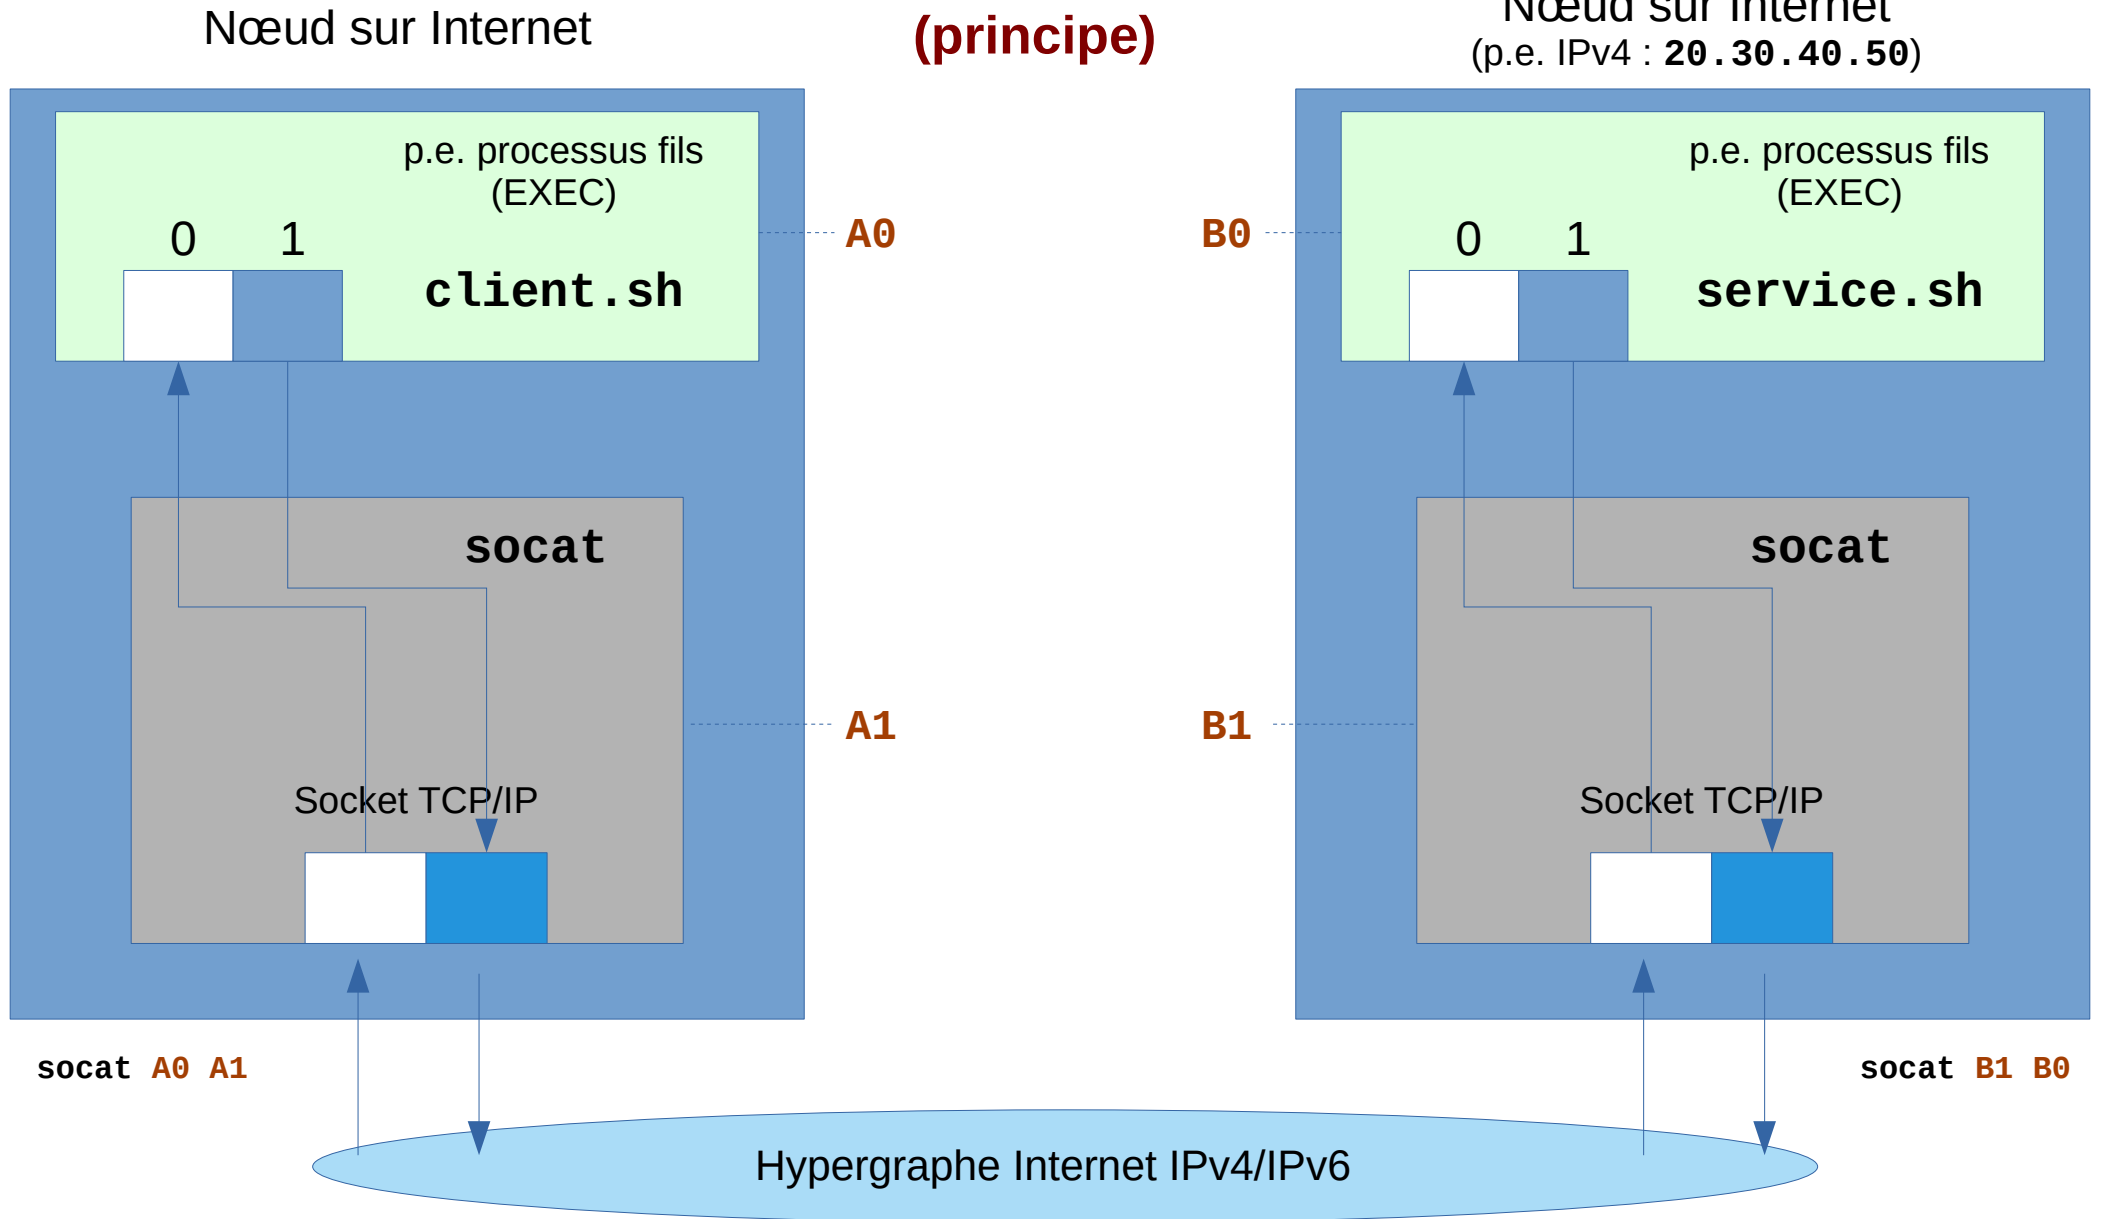 Nœud sur Internet
(principe)
Nœud sur Internet
(p.e. IPv4 : 20.30.40.50)
p.e. processus fils
(EXEC)
0 1
client.sh
A0
socat
A1
Socket TCP/IP
socat A0 A1
p.e. processus fils
(EXEC)
B0
0 1
service.sh
socat
B1
Socket TCP/IP
socat B1 B0
Hypergraphe Internet IPv4/IPv6